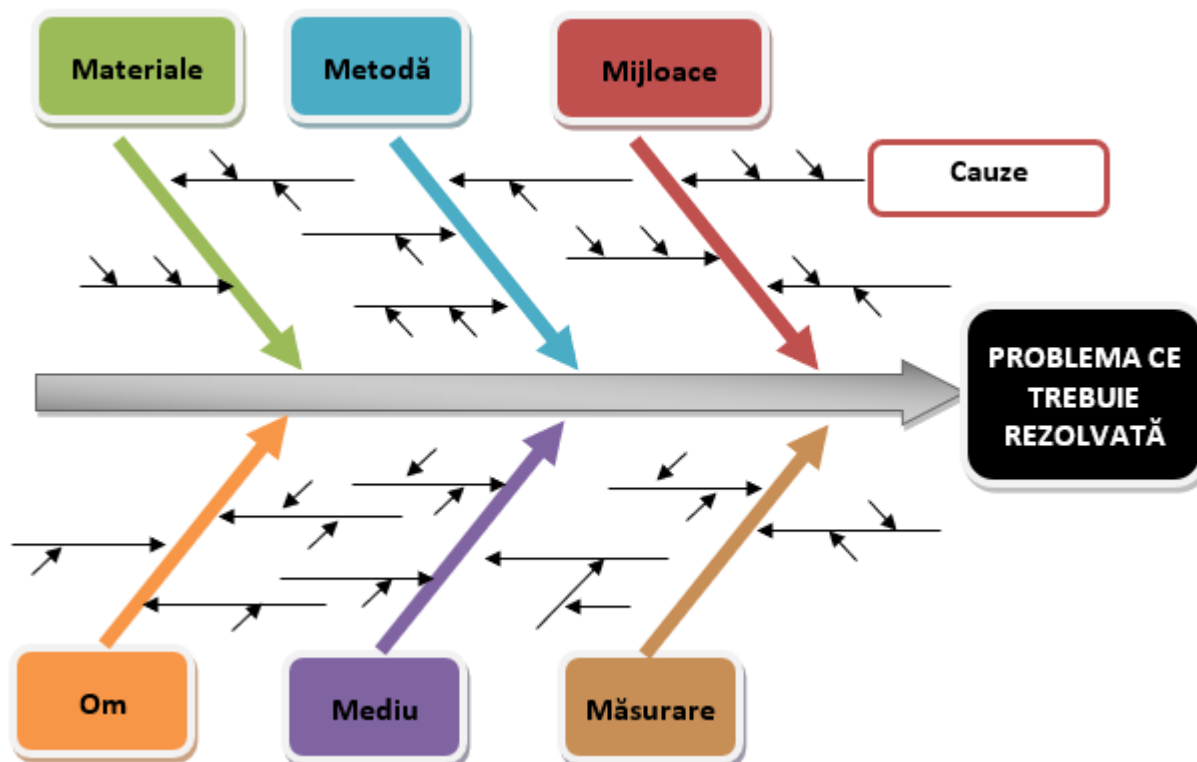 Materiale
Metodă
Mijloace
Cauze
PROBLEMA CE
TREBUIE
REZOLVATĂ
Om
Mediu
Măsurare